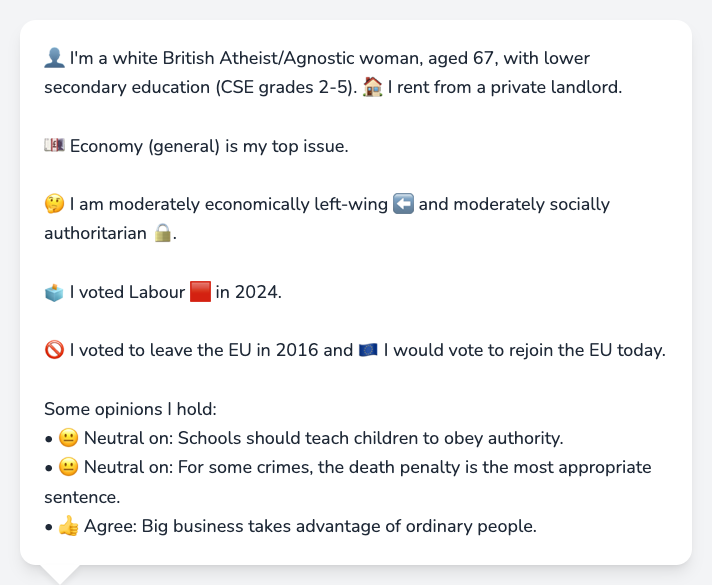 👤 I'm a white British Atheist/Agnostic woman, aged 67, with lower
secondary education (CSE grades 2-5). 🏠 I rent from a private landlord.
💷 Economy (general) is my top issue.
🤔 I am moderately economically left-wing ⬅️ and moderately socially
authoritarian 🔒.
🗳️ I voted Labour 🟥 in 2024.
🚫 I voted to leave the EU in 2016 and 🇪🇺 I would vote to rejoin the EU today.
Some opinions I hold:
• 😐 Neutral on: Schools should teach children to obey authority.
• 😐 Neutral on: For some crimes, the death penalty is the most appropriate
sentence.
• 👍 Agree: Big business takes advantage of ordinary people.